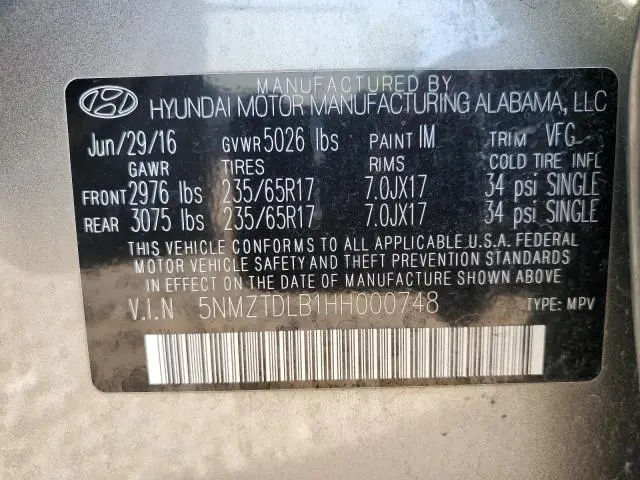 MANUFACTURED BY
HYUNDAI MOTOR MANUFACTURING ALABAMA, LLC
Jun/29/16 GVWR 5026 lbs PAINT IM TRIM VFG
GAWR TIRES RIMS COLD TIRE INFL
FRONT 2976 lbs 235/65R17 7.0JX17 34 psi SINGLE
REAR 3075 lbs 235/65R17 7.0JX17 34 psi SINGLE
THIS VEHICLE CONFORMS TO ALL APPLICABLE U.S.A. FEDERAL
MOTOR VEHICLE SAFETY AND THEFT PREVENTION STANDARDS
IN EFFECT ON THE DATE OF MANUFACTURE SHOWN ABOVE.
V.I.N 5NMZTDLB1HH000748 TYPE: MPV